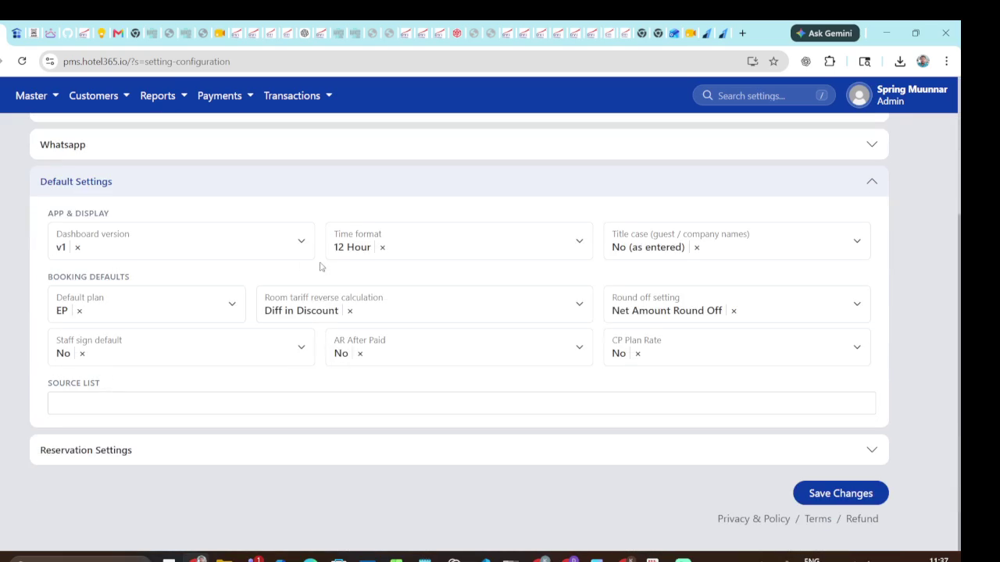 Ask Gemini
pms.hotel365.io/?s=setting-configuration
Master Customers Reports Payments Transactions Search settings... / Spring Muunnar
Admin
Whatsapp
Default Settings
APP & DISPLAY
Dashboard version Time format Title case (guest / company names)
v1 × 12 Hour × No (as entered) ×
BOOKING DEFAULTS
Default plan Room tariff reverse calculation Round off setting
EP × Diff in Discount × Net Amount Round Off ×
Staff sign default AR After Paid CP Plan Rate
No × No × No ×
SOURCE LIST
Reservation Settings
Save Changes
Privacy & Policy / Terms / Refund
ENG 11:37